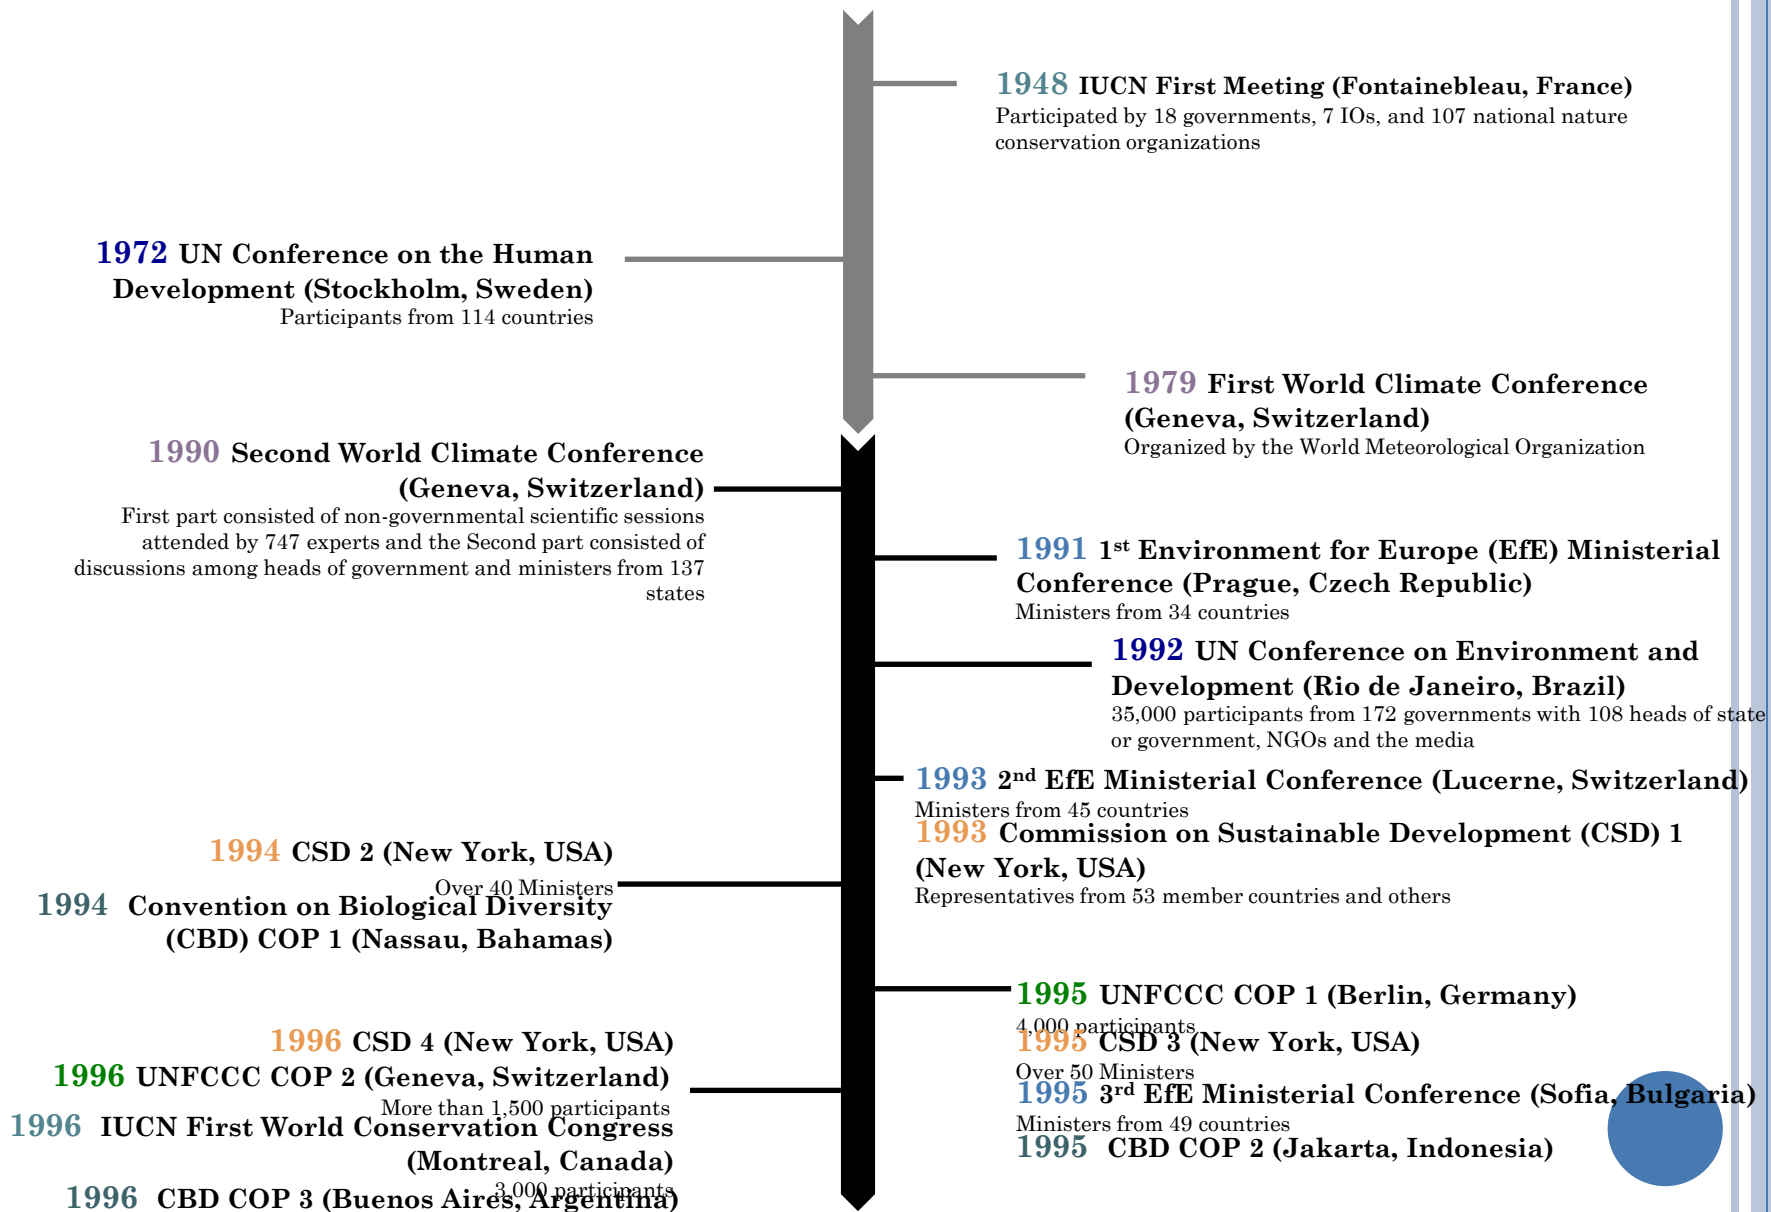 1948 IUCN First Meeting (Fontainebleau, France)
Participated by 18 governments, 7 IOs, and 107 national nature
conservation organizations
1972 UN Conference on the Human
Development (Stockholm, Sweden)
Participants from 114 countries
1979 First World Climate Conference
(Geneva, Switzerland)
Organized by the World Meteorological Organization
1990 Second World Climate Conference
(Geneva, Switzerland)
First part consisted of non-governmental scientific sessions
attended by 747 experts and the Second part consisted of
discussions among heads of government and ministers from 137
states
1991 1st Environment for Europe (EfE) Ministerial
Conference (Prague, Czech Republic)
Ministers from 34 countries
1992 UN Conference on Environment and
Development (Rio de Janeiro, Brazil)
35,000 participants from 172 governments with 108 heads of state
or government, NGOs and the media
1993 2nd EfE Ministerial Conference (Lucerne, Switzerland)
Ministers from 45 countries
1993 Commission on Sustainable Development (CSD) 1
(New York, USA)
Representatives from 53 member countries and others
1994 CSD 2 (New York, USA)
Over 40 Ministers
1994 Convention on Biological Diversity
(CBD) COP 1 (Nassau, Bahamas)
1995 UNFCCC COP 1 (Berlin, Germany)
4,000 participants
1995 CSD 3 (New York, USA)
Over 50 Ministers
1995 3rd EfE Ministerial Conference (Sofia, Bulgaria)
Ministers from 49 countries
1995 CBD COP 2 (Jakarta, Indonesia)
1996 CSD 4 (New York, USA)
1996 UNFCCC COP 2 (Geneva, Switzerland)
More than 1,500 participants
1996 IUCN First World Conservation Congress
(Montreal, Canada)
3,000 participants
1996 CBD COP 3 (Buenos Aires, Argentina)